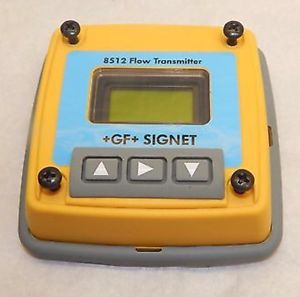 8512 Flow Transmitter
+GF+ SIGNET